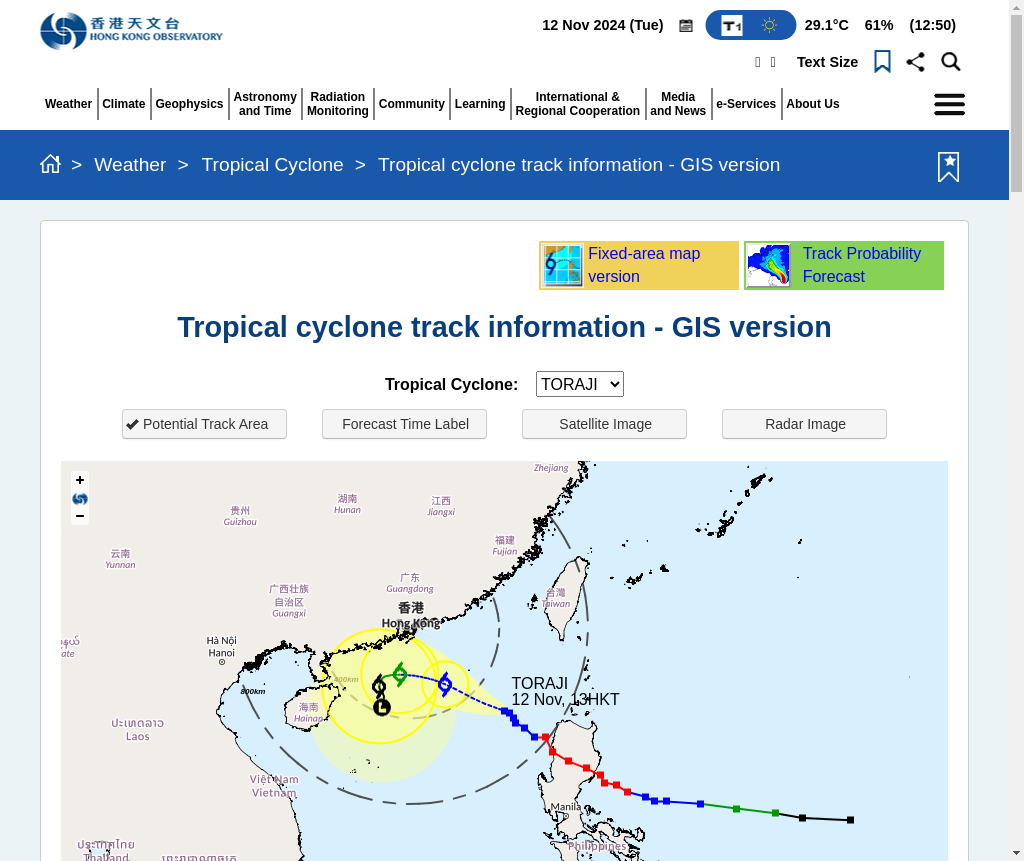 香港天文台
HONG KONG OBSERVATORY
12 Nov 2024 (Tue)
T1
29.1°C 61% (12:50)
Text Size
Weather
Climate
Geophysics
Astronomy
and Time
Radiation
Monitoring
Community
Learning
International &
Regional Cooperation
Media
and News
e-Services
About Us
> Weather > Tropical Cyclone > Tropical cyclone track information - GIS version
Fixed-area map
version
Track Probability
Forecast
Tropical cyclone track information - GIS version
Tropical Cyclone: TORAJI
Potential Track Area
Forecast Time Label
Satellite Image
Radar Image
+
−
Zhejiang
湖南
Hunan
江西
Jiangxi
贵州
Guizhou
福建
Fujian
云南
Yunnan
广东
Guangdong
广西壮族
自治区
Guangxi
台灣
Taiwan
香港
Hong Kong
Hà Nội
Hanoi
400km
800km
海南
Hainan
L
TORAJI
12 Nov, 13HKT
ປະເທດລາວ
Laos
Việt Nam
Vietnam
Manila
Philippines
ประเทศไทย
Thailand